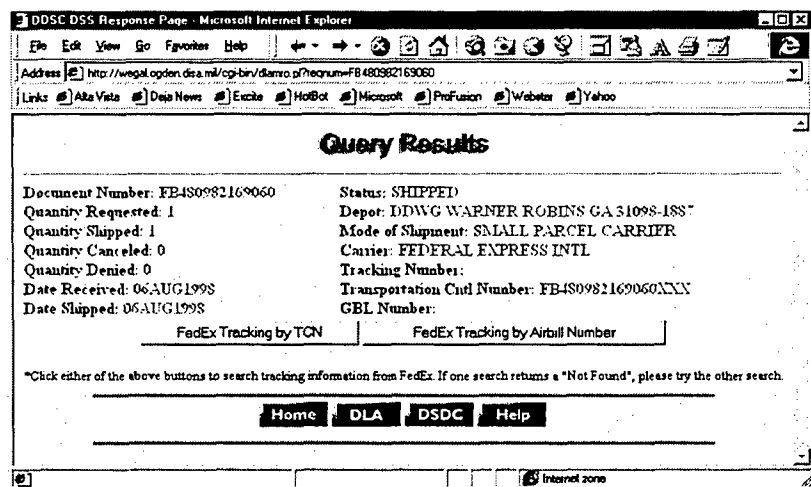 DDSC DSS Response Page - Microsoft Internet Explorer
File Edit View Go Favorites Help
Address http://wegal.ogden.disa.mil/cgi-bin/dlamro.pl?reqnum=FB480982169060
Links Alta Vista Deja News Excite HotBot Microsoft ProFusion Webster Yahoo
Query Results
Document Number: FB480982169060 Status: SHIPPED
Quantity Requested: 1 Depot: DDWG WARNER ROBINS GA 31098-1887
Quantity Shipped: 1 Mode of Shipment: SMALL PARCEL CARRIER
Quantity Canceled: 0 Carrier: FEDERAL EXPRESS INTL
Quantity Denied: 0 Tracking Number:
Date Received: 06AUG1998 Transportation Cntl Number: FB480982169060XXX
Date Shipped: 06AUG1998 GBL Number:
FedEx Tracking by TCN FedEx Tracking by Airbill Number
*Click either of the above buttons to search tracking information from FedEx. If one search returns a "Not Found", please try the other search.
Home DLA DSDC Help
Internet zone